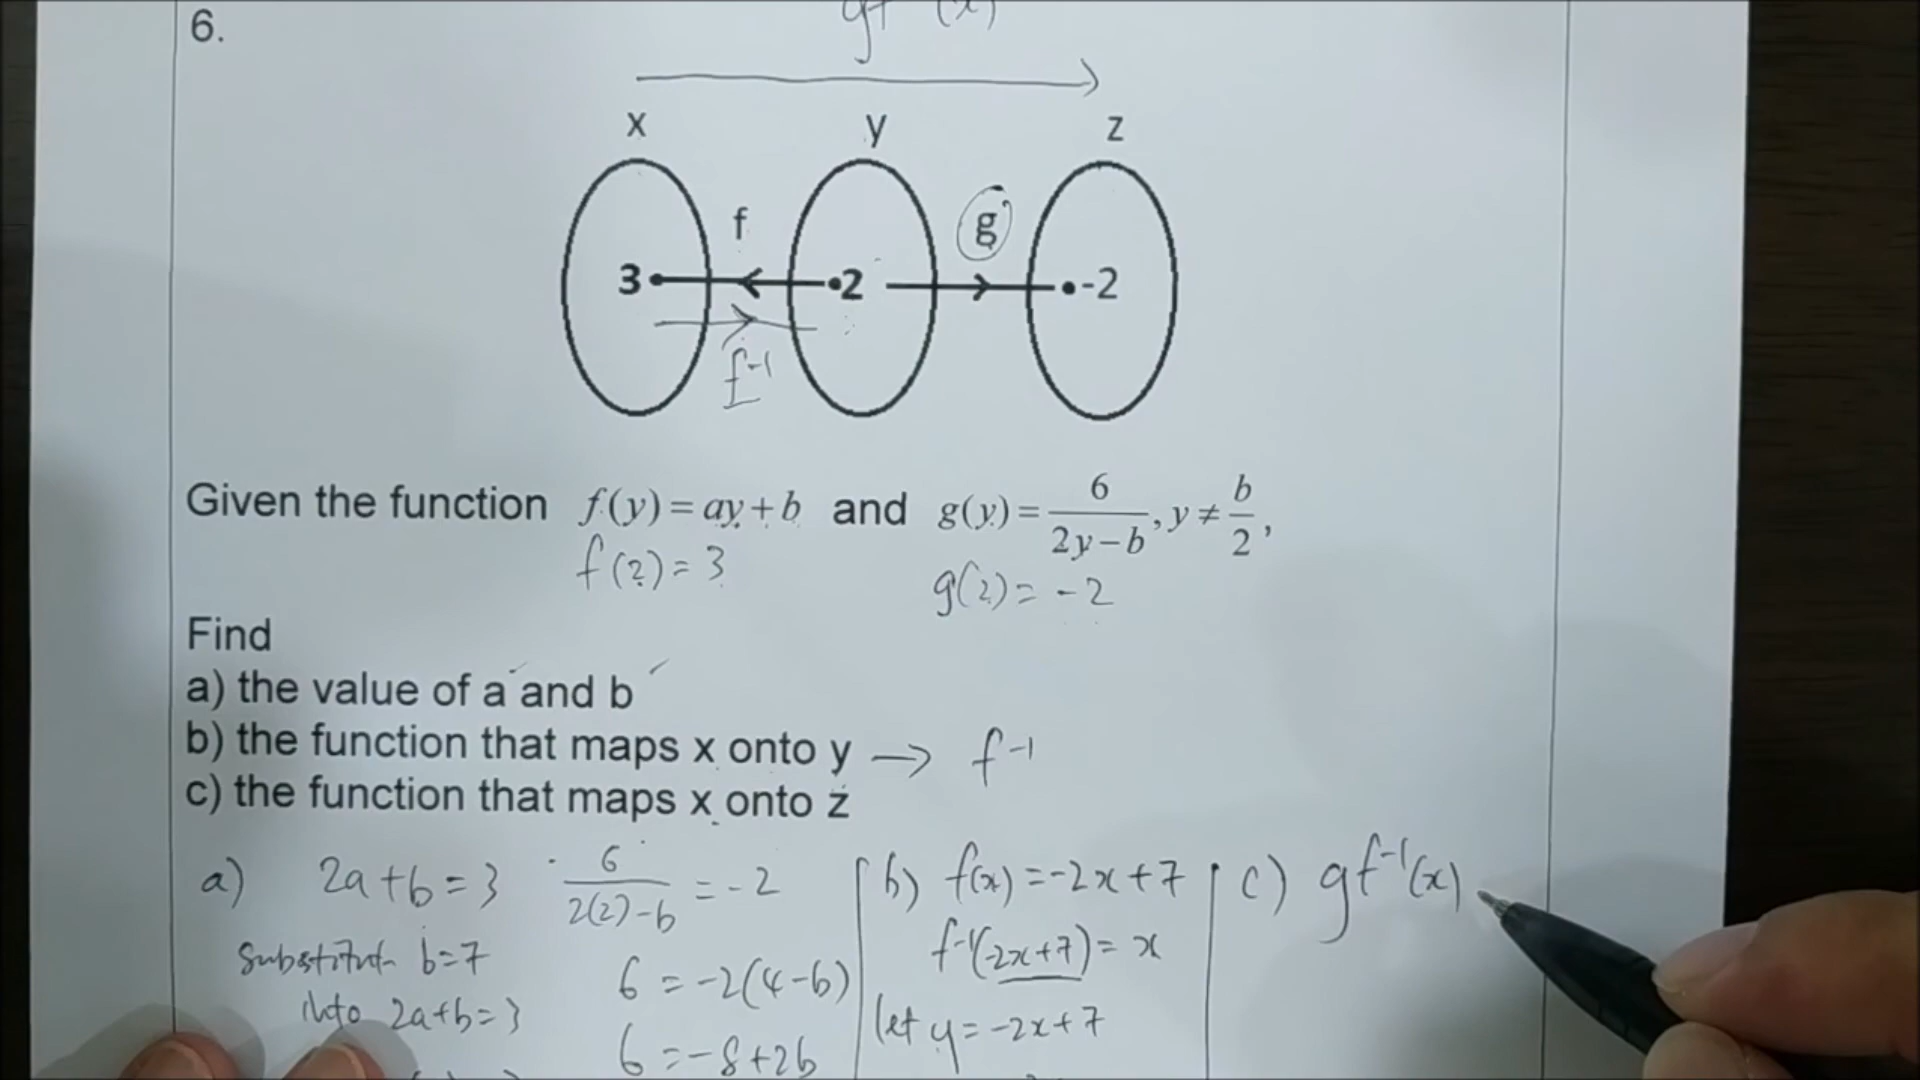 6.
gf (x)
x y z
f g
3 2 -2
f⁻¹
Given the function f(y) = ay + b and g(y) = 6/(2y − b), y ≠ b/2,
f(2) = 3 g(2) = -2
Find
a) the value of a and b
b) the function that maps x onto y → f⁻¹
c) the function that maps x onto z
a) 2a + b = 3 6/(2(2) - b) = -2
b=7
into 2a+b=3
6 = -2(4-b)
6 = -8+2b
b) f(x) = -2x + 7
f⁻¹(-2x+7) = x
let y = -2x+7
c) gf⁻¹(x)